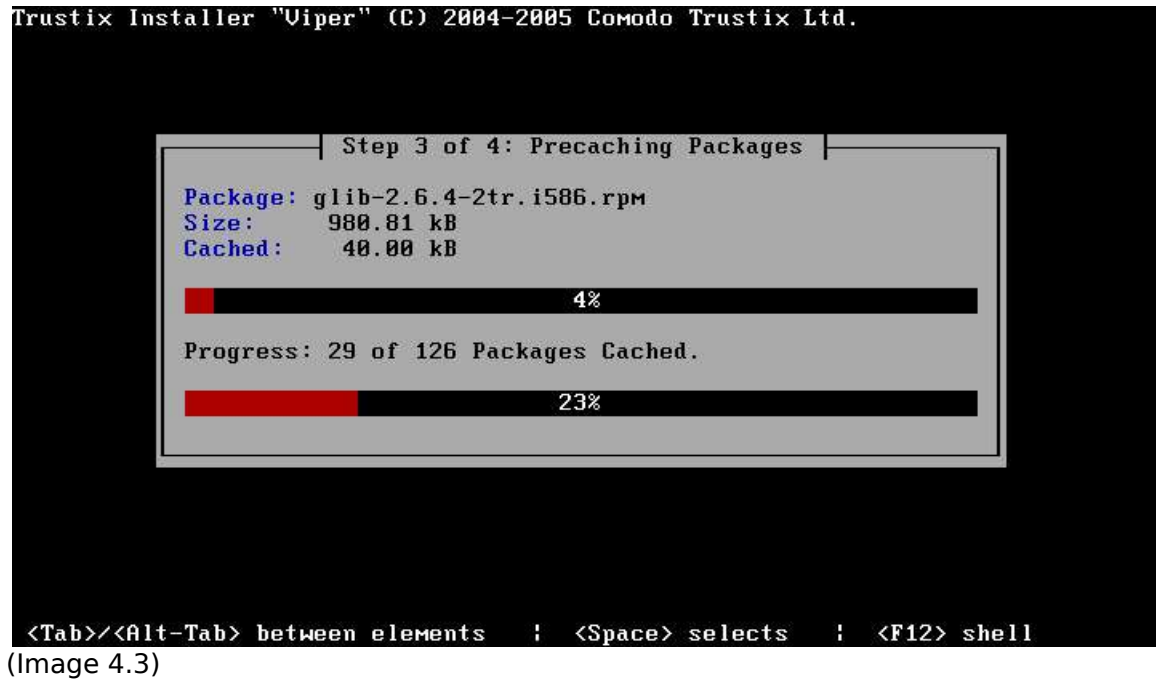 Trustix Installer "Viper" (C) 2004-2005 Comodo Trustix Ltd.
Step 3 of 4: Precaching Packages
Package: glib-2.6.4-2tr.i586.rpm
Size: 980.81 kB
Cached: 40.00 kB
4%
Progress: 29 of 126 Packages Cached.
23%
<Tab>/<Alt-Tab> between elements ¦ <Space> selects ¦ <F12> shell
(Image 4.3)